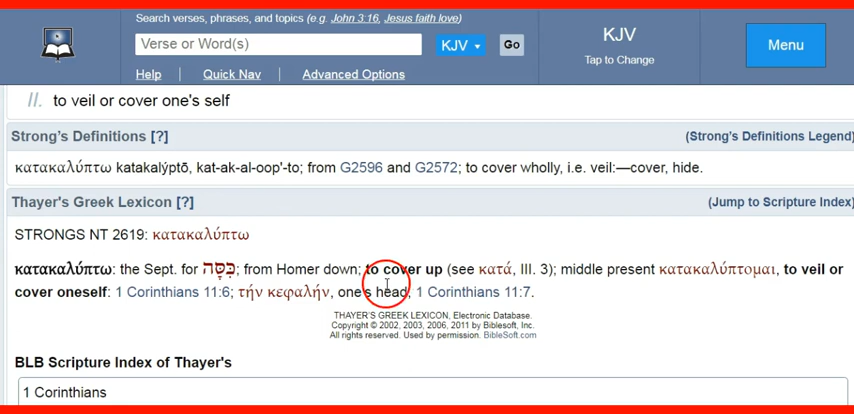 Search verses, phrases, and topics (e.g. John 3:16, Jesus faith love)
Verse or Word(s)
KJV
Go
Help
Quick Nav
Advanced Options
KJV
Tap to Change
Menu
//. to veil or cover one's self
Strong's Definitions [?] (Strong's Definitions Legend)
κατακαλύπτω katakalýptō, kat-ak-al-oop'-to; from G2596 and G2572; to cover wholly, i.e. veil:—cover, hide.
Thayer's Greek Lexicon [?] (Jump to Scripture Index)
STRONGS NT 2619: κατακαλύπτω
κατακαλύπτω: the Sept. for כִּסָּה; from Homer down; to cover up (see κατά, III. 3); middle present κατακαλύπτομαι, to veil or
cover oneself: 1 Corinthians 11:6; τήν κεφαλήν, one's head, 1 Corinthians 11:7.
THAYER'S GREEK LEXICON, Electronic Database.
Copyright © 2002, 2003, 2006, 2011 by Biblesoft, Inc.
All rights reserved. Used by permission. BibleSoft.com
BLB Scripture Index of Thayer's
1 Corinthians